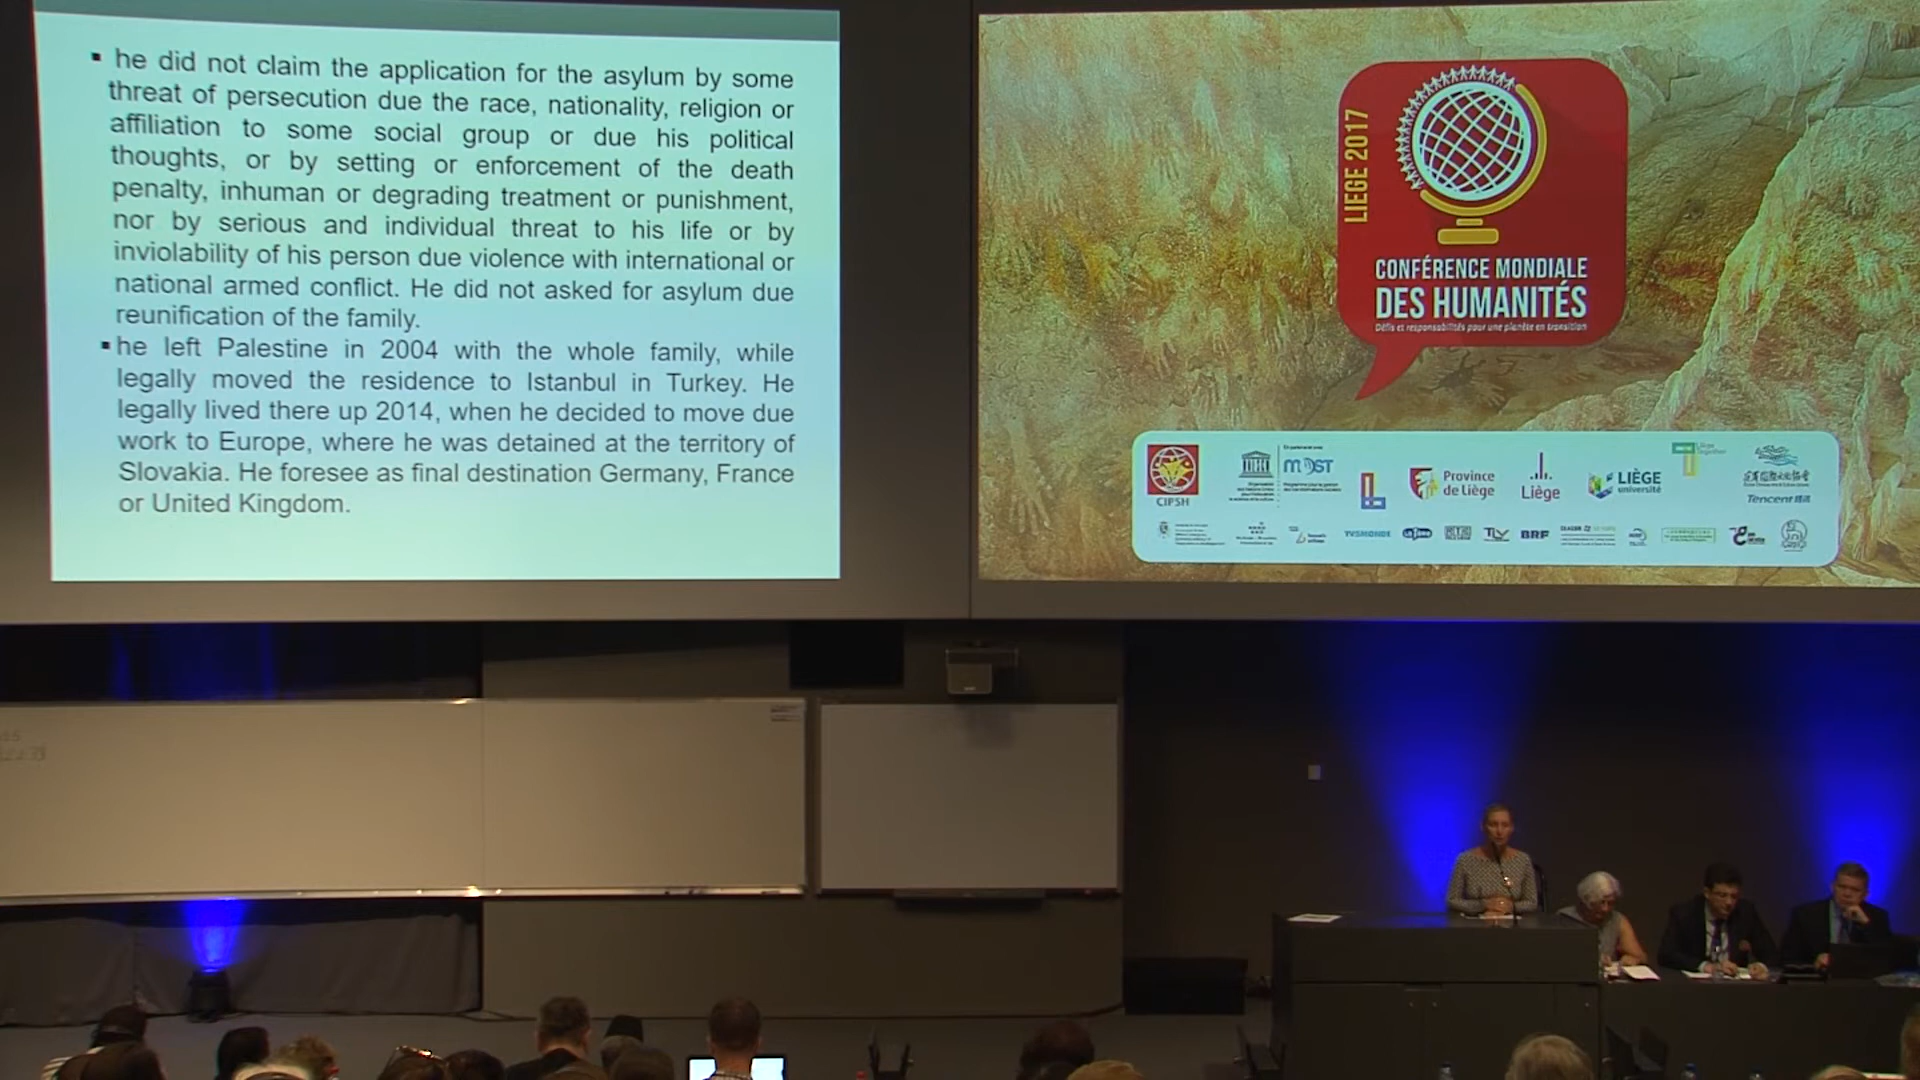 ▪ he did not claim the application for the asylum by some
threat of persecution due the race, nationality, religion or
affiliation to some social group or due his political
thoughts, or by setting or enforcement of the death
penalty, inhuman or degrading treatment or punishment,
nor by serious and individual threat to his life or by
inviolability of his person due violence with international or
national armed conflict. He did not asked for asylum due
reunification of the family.
▪ he left Palestine in 2004 with the whole family, while
legally moved the residence to Istanbul in Turkey. He
legally lived there up 2014, when he decided to move due
work to Europe, where he was detained at the territory of
Slovakia. He foresee as final destination Germany, France
or United Kingdom.
LIEGE 2017
CONFÉRENCE MONDIALE
DES HUMANITÉS
Défis et responsabilités pour une planète en transition
CIPSH
MOST
Province
de Liège
Liège
LIÈGE
université
Tencent
TV5MONDE
BRF